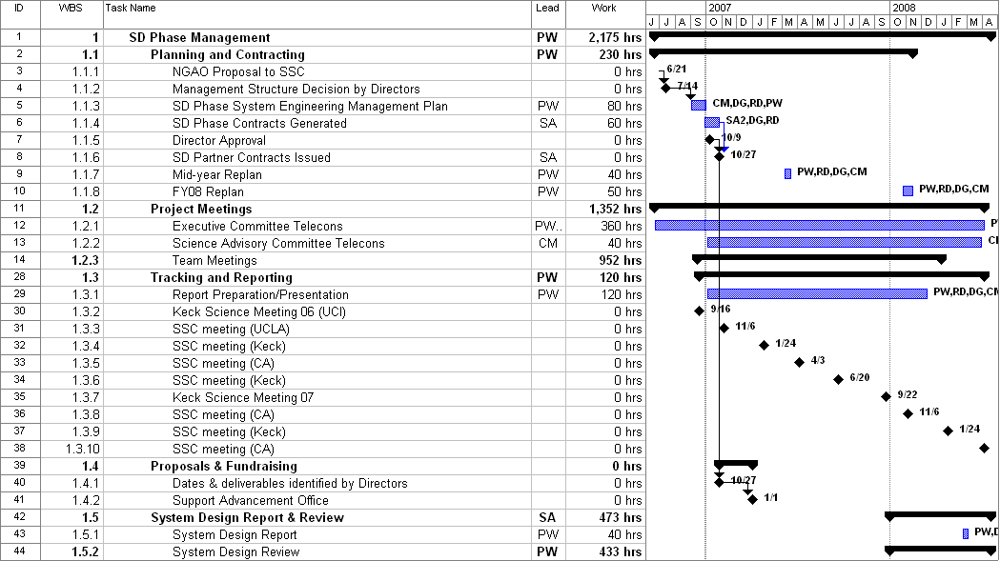 ID WBS Task Name Lead Work 2007 2008
J J A S O N D J F M A M J J A S O N D J F M A
1 1 SD Phase Management PW 2,175 hrs
2 1.1 Planning and Contracting PW 230 hrs
3 1.1.1 NGAO Proposal to SSC 0 hrs 6/21
4 1.1.2 Management Structure Decision by Directors 0 hrs 7/14
5 1.1.3 SD Phase System Engineering Management Plan PW 80 hrs CM,DG,RD,PW
6 1.1.4 SD Phase Contracts Generated SA 60 hrs SA2,DG,RD
7 1.1.5 Director Approval 0 hrs 10/9
8 1.1.6 SD Partner Contracts Issued SA 0 hrs 10/27
9 1.1.7 Mid-year Replan PW 40 hrs PW,RD,DG,CM
10 1.1.8 FY08 Replan PW 50 hrs PW,RD,DG,CM
11 1.2 Project Meetings 1,352 hrs
12 1.2.1 Executive Committee Telecons PW.. 360 hrs
13 1.2.2 Science Advisory Committee Telecons CM 40 hrs
14 1.2.3 Team Meetings 952 hrs
28 1.3 Tracking and Reporting PW 120 hrs
29 1.3.1 Report Preparation/Presentation PW 120 hrs PW,RD,DG,CM
30 1.3.2 Keck Science Meeting 06 (UCI) 0 hrs 9/16
31 1.3.3 SSC meeting (UCLA) 0 hrs 11/6
32 1.3.4 SSC meeting (Keck) 0 hrs 1/24
33 1.3.5 SSC meeting (CA) 0 hrs 4/3
34 1.3.6 SSC meeting (Keck) 0 hrs 6/20
35 1.3.7 Keck Science Meeting 07 0 hrs 9/22
36 1.3.8 SSC meeting (CA) 0 hrs 11/6
37 1.3.9 SSC meeting (Keck) 0 hrs 1/24
38 1.3.10 SSC meeting (CA) 0 hrs
39 1.4 Proposals & Fundraising 0 hrs
40 1.4.1 Dates & deliverables identified by Directors 0 hrs 10/27
41 1.4.2 Support Advancement Office 0 hrs 1/1
42 1.5 System Design Report & Review SA 473 hrs
43 1.5.1 System Design Report PW 40 hrs PW,D
44 1.5.2 System Design Review PW 433 hrs